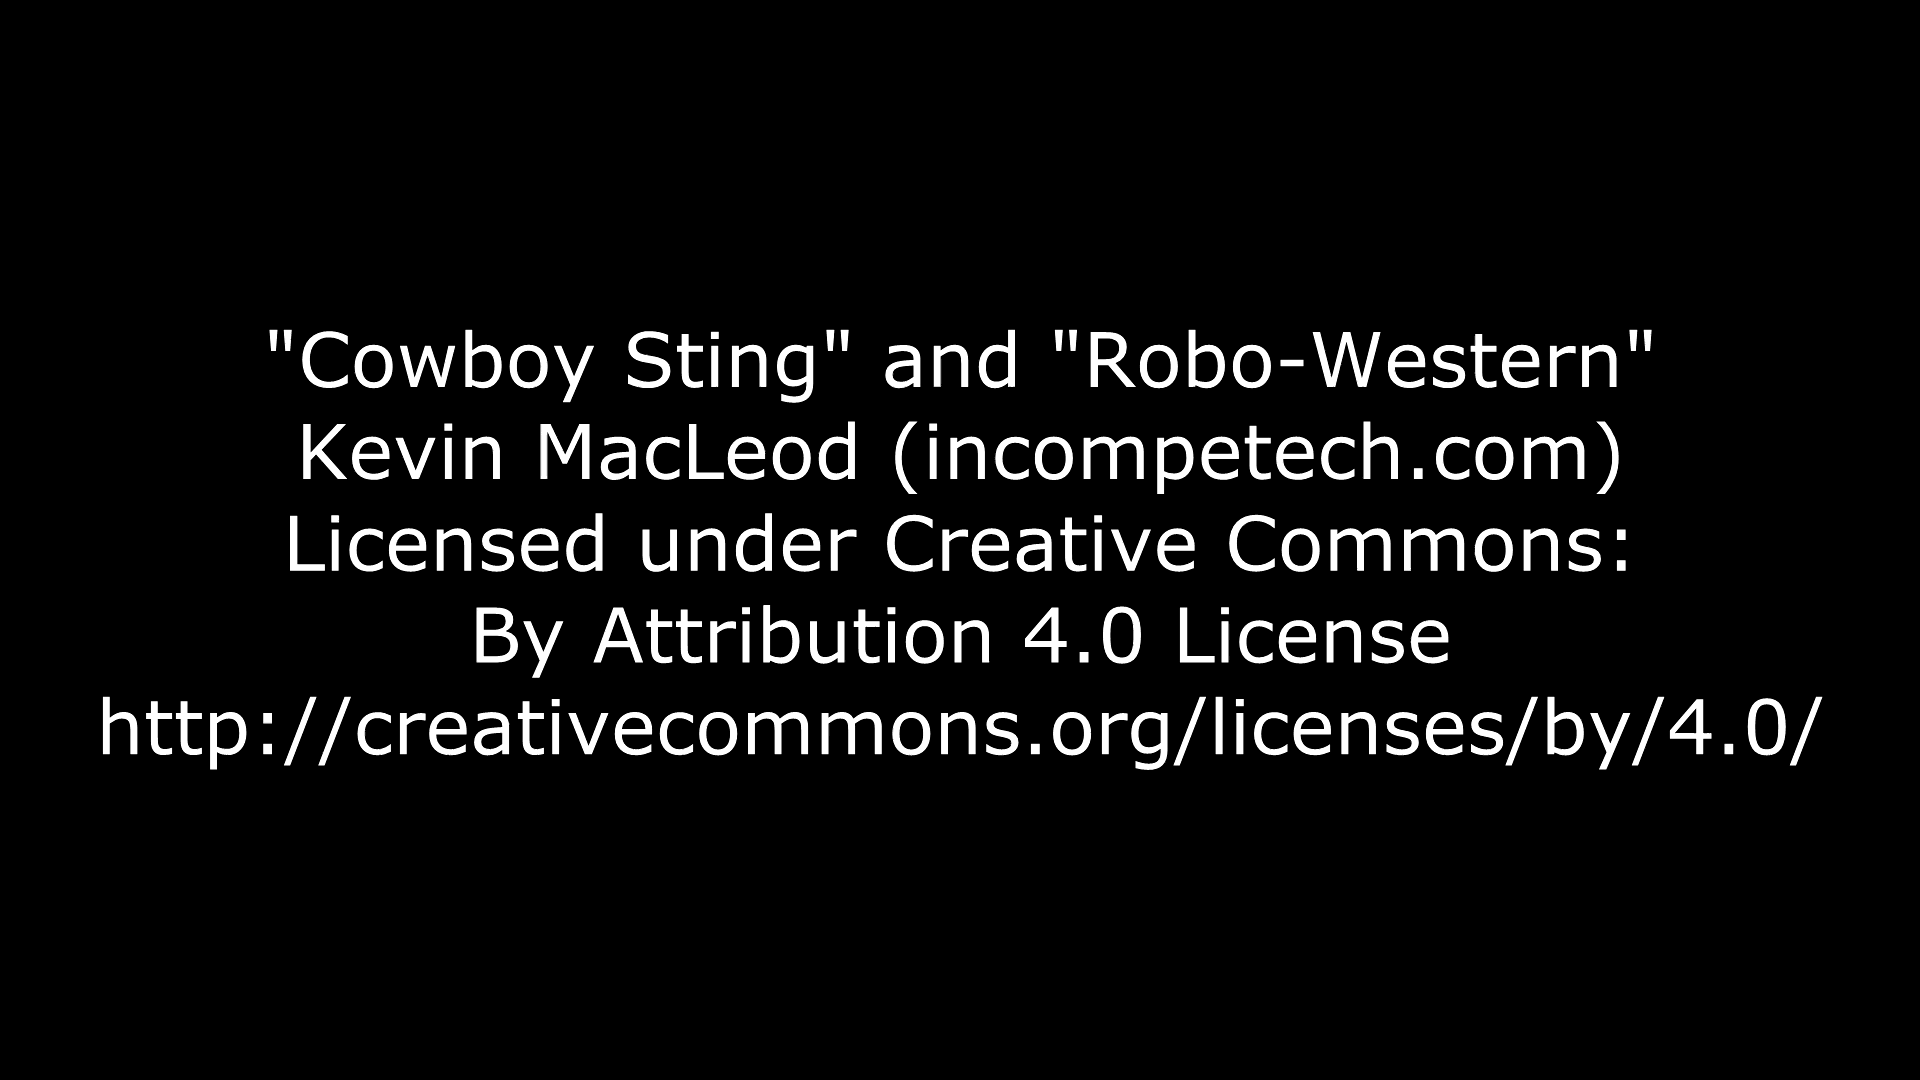 "Cowboy Sting" and "Robo-Western"
Kevin MacLeod (incompetech.com)
Licensed under Creative Commons:
By Attribution 4.0 License
http://creativecommons.org/licenses/by/4.0/